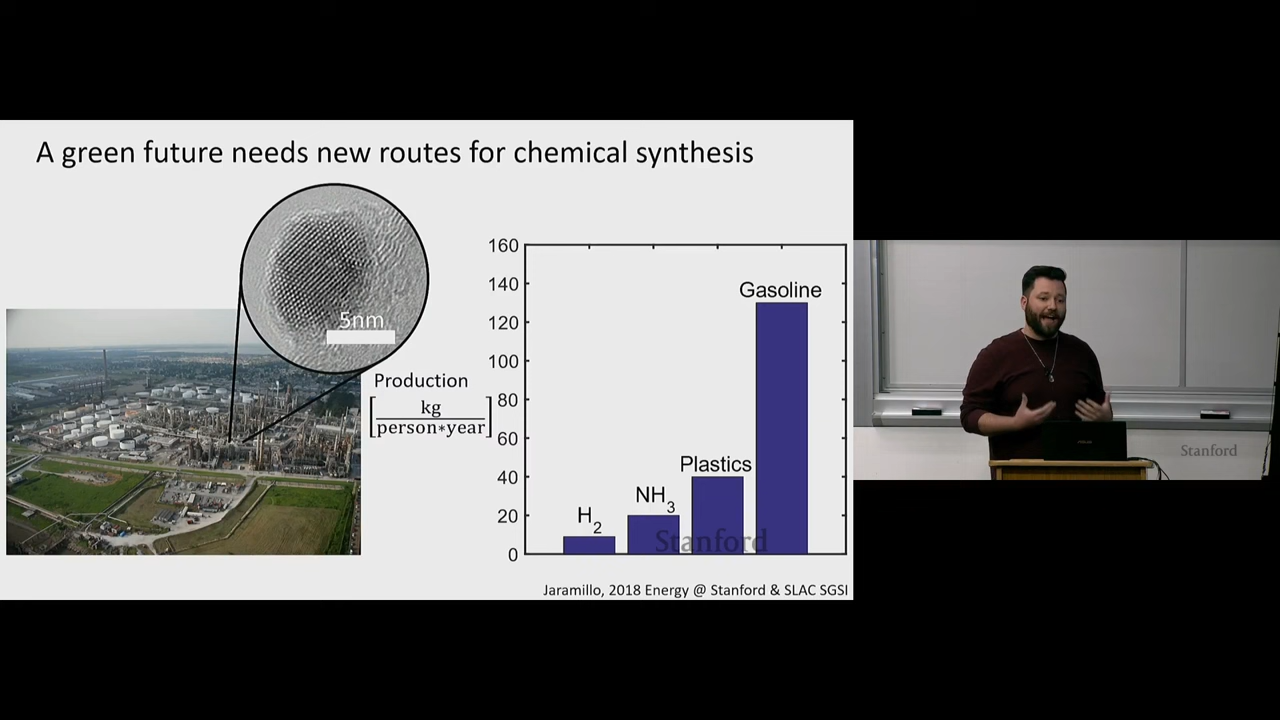 A green future needs new routes for chemical synthesis
5nm
Production
[kg/person*year]
160
140
120
100
80
60
40
20
0
Gasoline
Plastics
NH3
H2
Stanford
Jaramillo, 2018 Energy @ Stanford & SLAC SGSI
Stanford